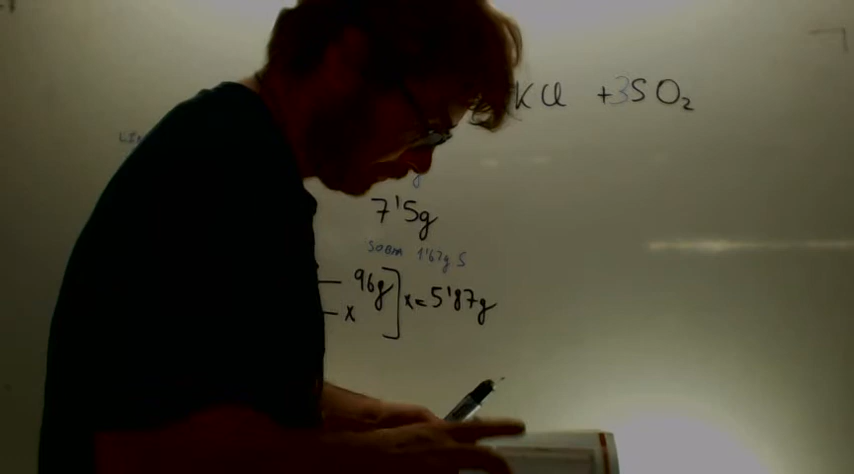 KCl + 3SO₂
7'5g
SOBRA 1'67g S
96g
x
x = 5'87g